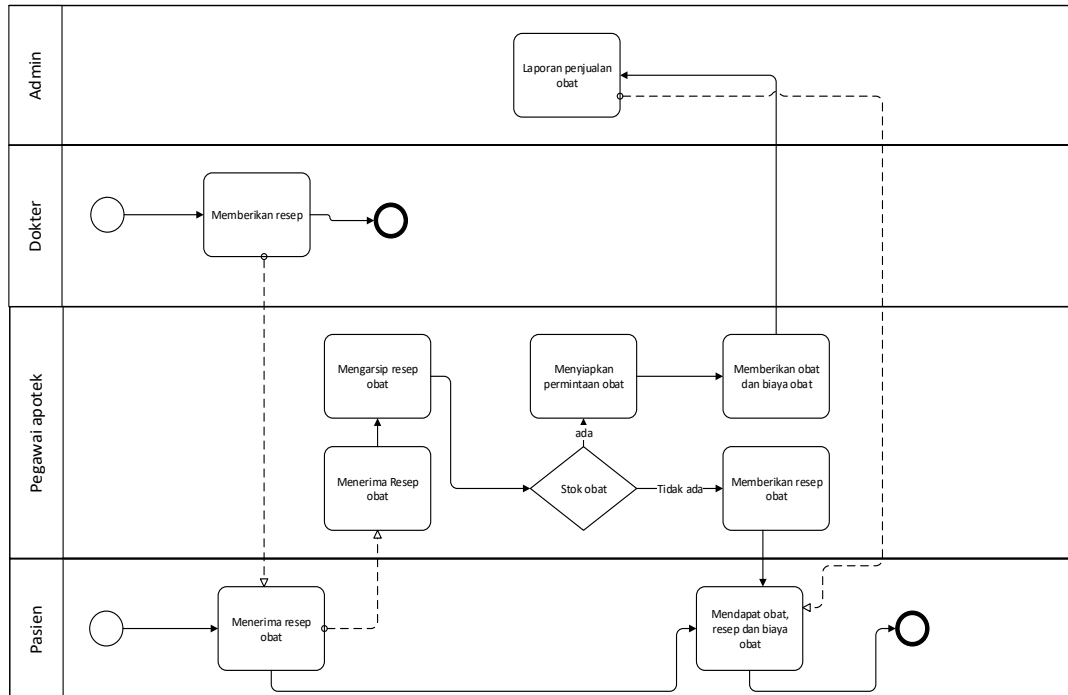 Admin
Laporan penjualan
obat
Dokter
Memberikan resep
Pegawai apotek
Mengarsip resep
obat
Menyiapkan
permintaan obat
Memberikan obat
dan biaya obat
ada
Menerima Resep
obat
Stok obat
Tidak ada
Memberikan resep
obat
Pasien
Menerima resep
obat
Mendapat obat,
resep dan biaya
obat